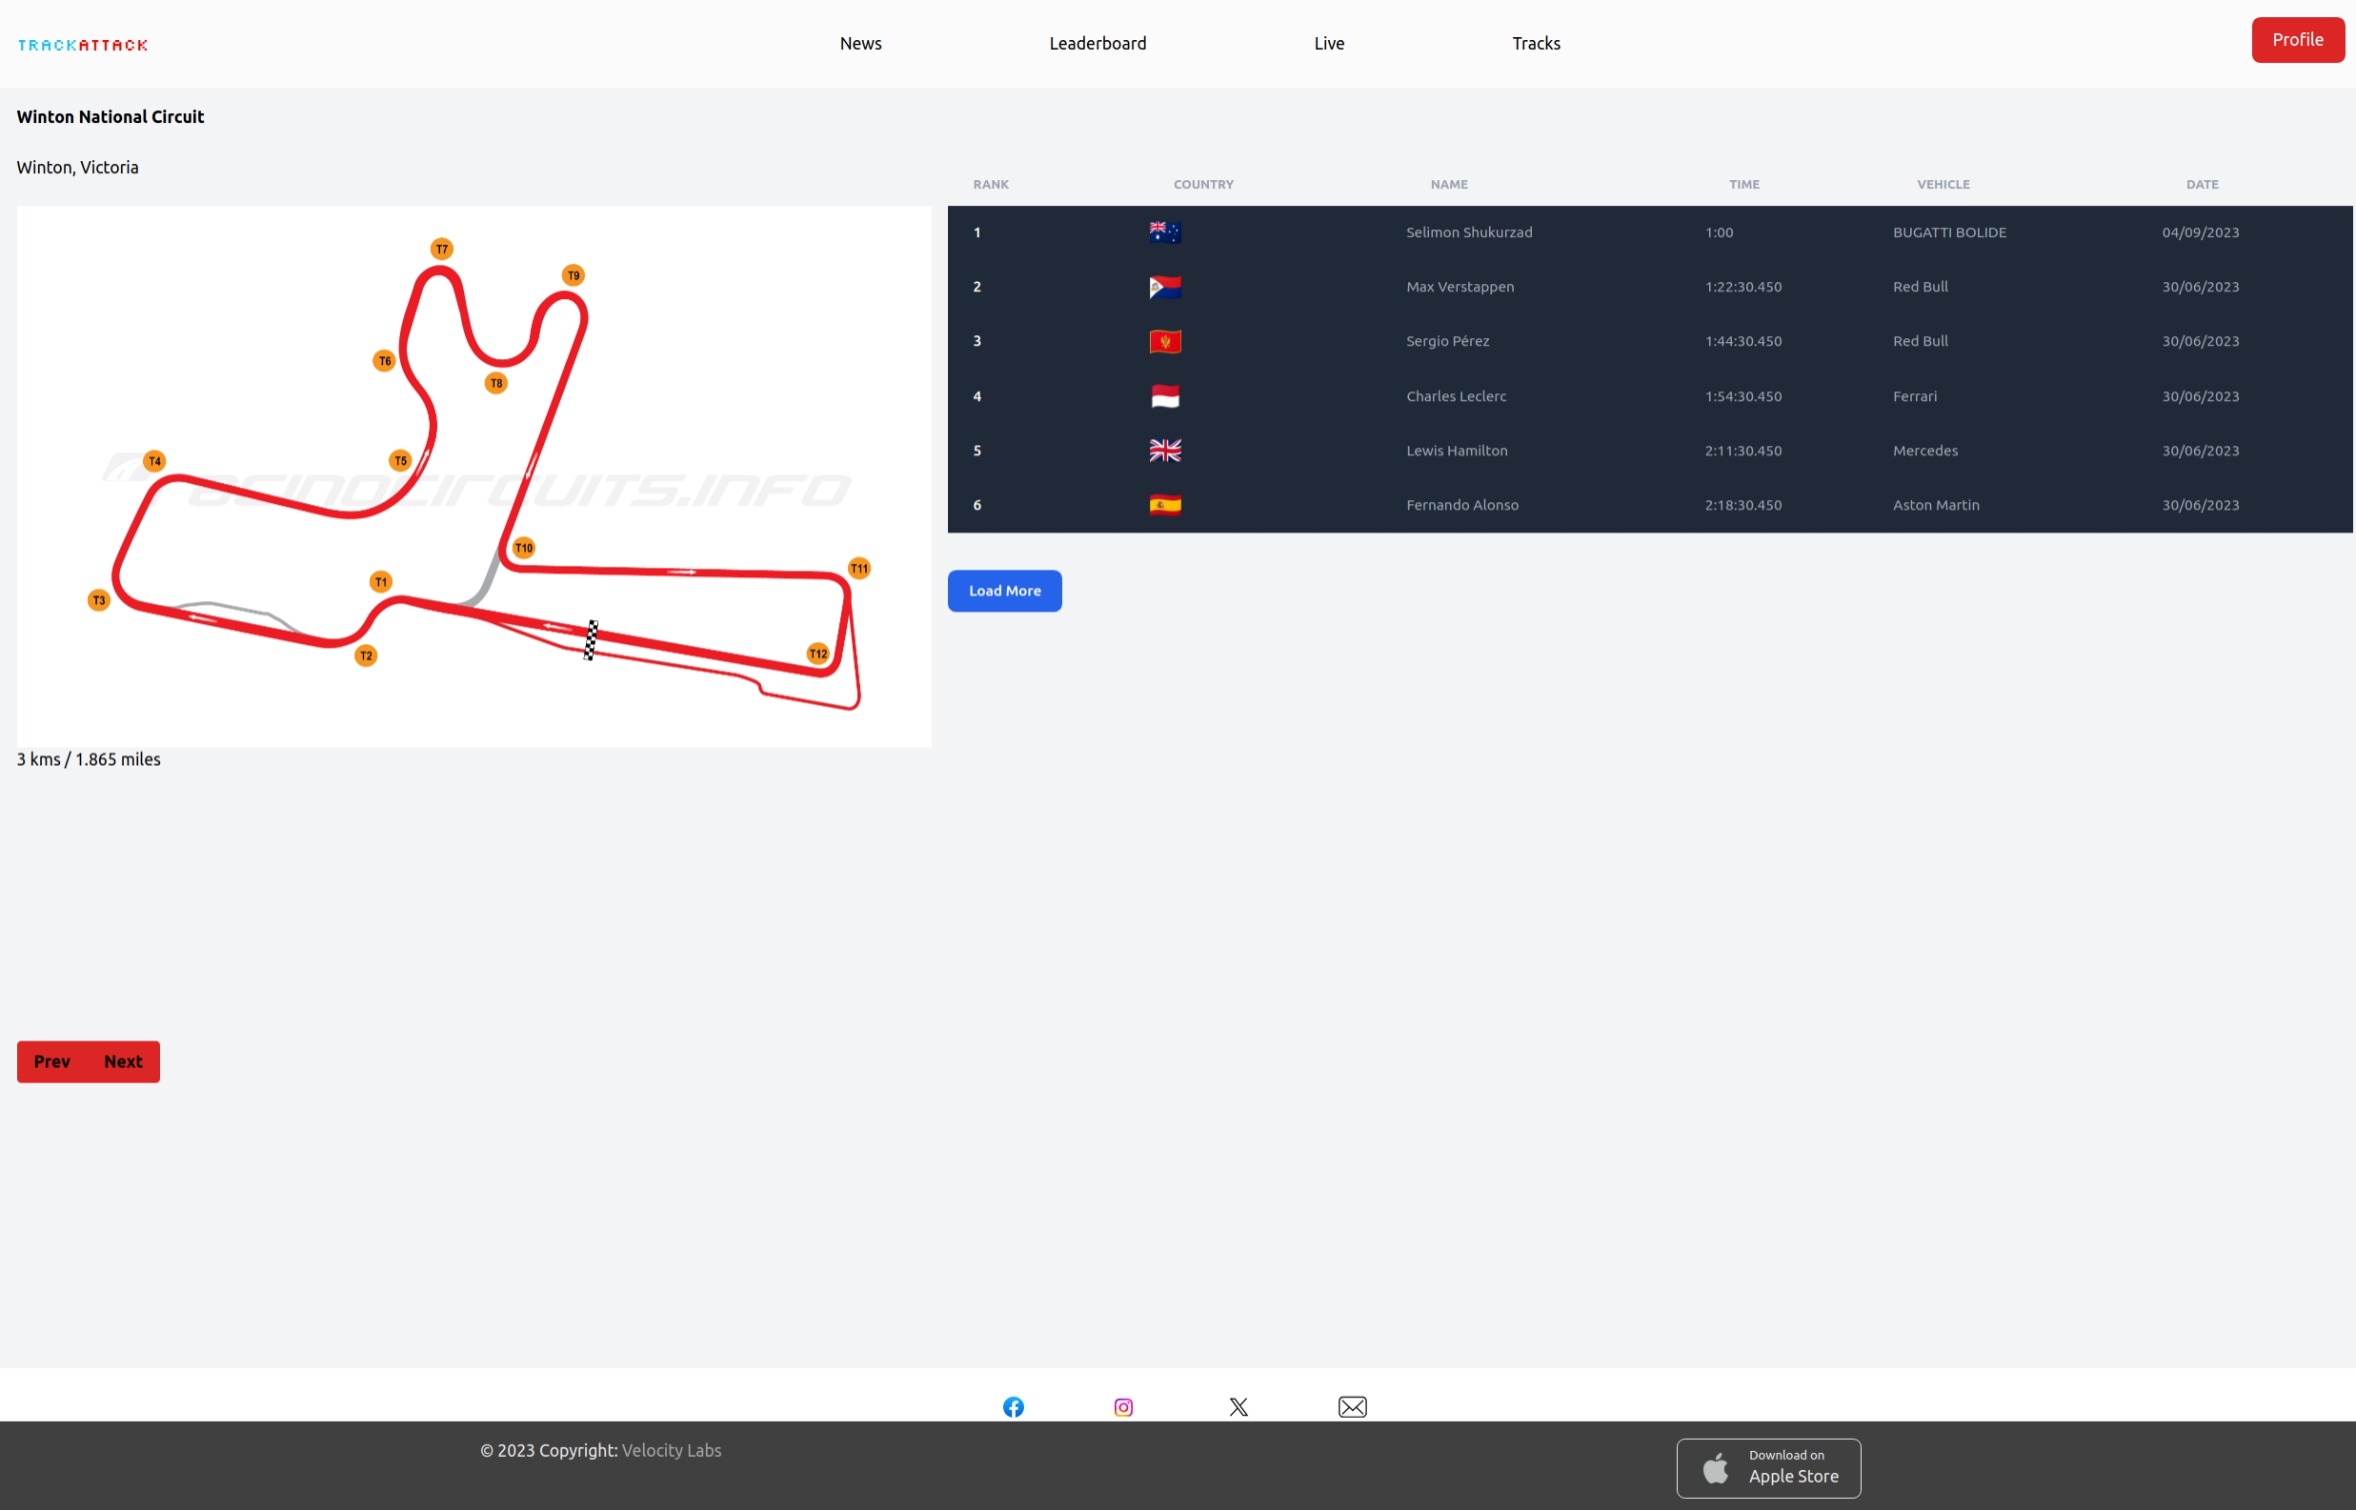 TRACKATTACK
News Leaderboard Live Tracks
Profile
Winton National Circuit
Winton, Victoria
RANK COUNTRY NAME TIME VEHICLE DATE
1 Selimon Shukurzad 1:00 BUGATTI BOLIDE 04/09/2023
2 Max Verstappen 1:22:30.450 Red Bull 30/06/2023
3 Sergio Pérez 1:44:30.450 Red Bull 30/06/2023
4 Charles Leclerc 1:54:30.450 Ferrari 30/06/2023
5 Lewis Hamilton 2:11:30.450 Mercedes 30/06/2023
6 Fernando Alonso 2:18:30.450 Aston Martin 30/06/2023
Load More
T7
T9
T6
T8
T4
T5
T10
T11
T1
T3
T2
T12
3 kms / 1.865 miles
Prev Next
© 2023 Copyright: Velocity Labs
Download on
Apple Store